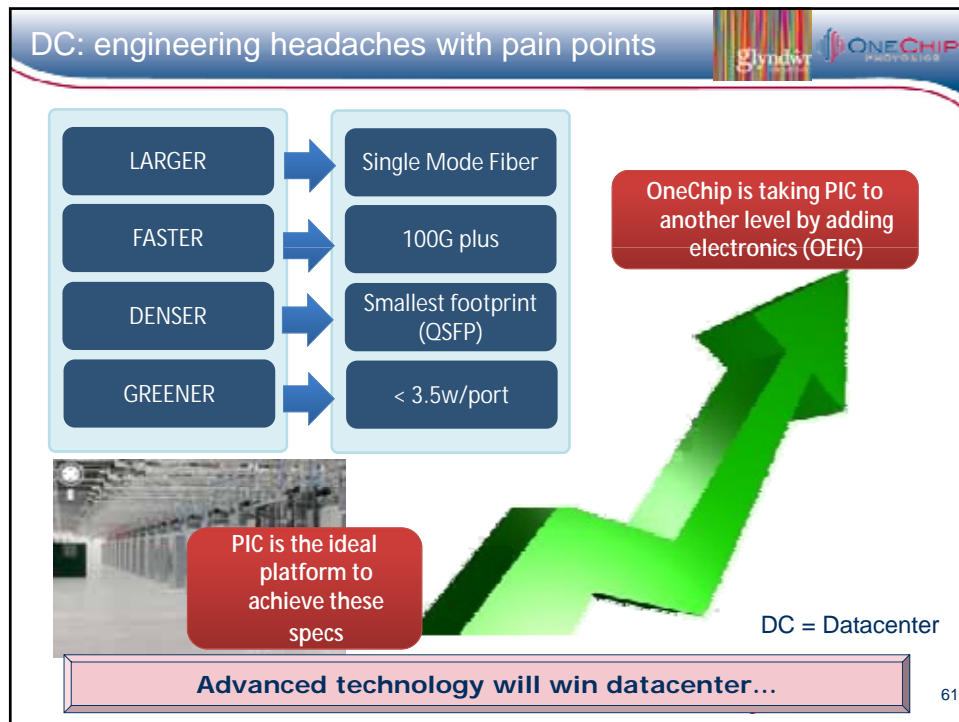 DC: engineering headaches with pain points
glyndŵr
ONECHIP
PHOTONICS
LARGER
Single Mode Fiber
FASTER
100G plus
DENSER
Smallest footprint
(QSFP)
GREENER
< 3.5w/port
OneChip is taking PIC to
another level by adding
electronics (OEIC)
PIC is the ideal
platform to
achieve these
specs
DC = Datacenter
Advanced technology will win datacenter...
61